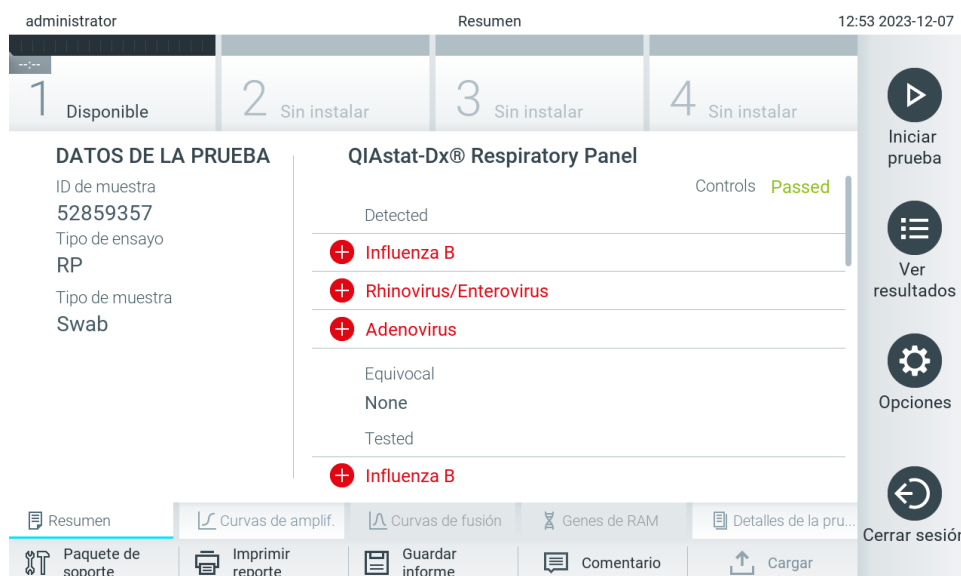 administrator
Resumen
12:53 2023-12-07
--:--
1 Disponible
2 Sin instalar
3 Sin instalar
4 Sin instalar
DATOS DE LA PRUEBA
ID de muestra
52859357
Tipo de ensayo
RP
Tipo de muestra
Swab
QIAstat-Dx® Respiratory Panel
Controls Passed
Detected
Influenza B
Rhinovirus/Enterovirus
Adenovirus
Equivocal
None
Tested
Influenza B
Iniciar
prueba
Ver
resultados
Opciones
Cerrar sesión
Resumen
Curvas de amplif.
Curvas de fusión
Genes de RAM
Detalles de la pru...
Paquete de
soporte
Imprimir
reporte
Guardar
informe
Comentario
Cargar